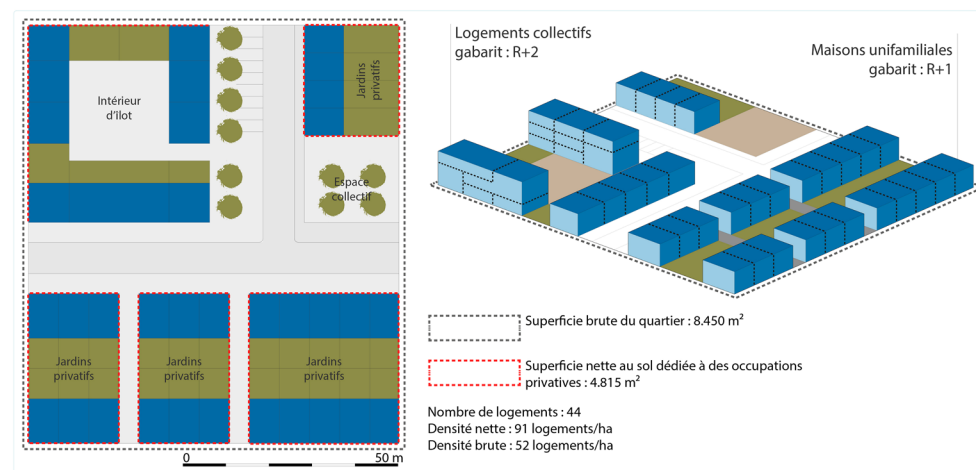 Intérieur
d'îlot
Jardins
privatifs
Espace
collectif
Jardins
privatifs
Jardins
privatifs
Jardins
privatifs
0
50 m
Logements collectifs
gabarit : R+2
Maisons unifamiliales
gabarit : R+1
Superficie brute du quartier : 8.450 m²
Superficie nette au sol dédiée à des occupations
privatives : 4.815 m²
Nombre de logements : 44
Densité nette : 91 logements/ha
Densité brute : 52 logements/ha